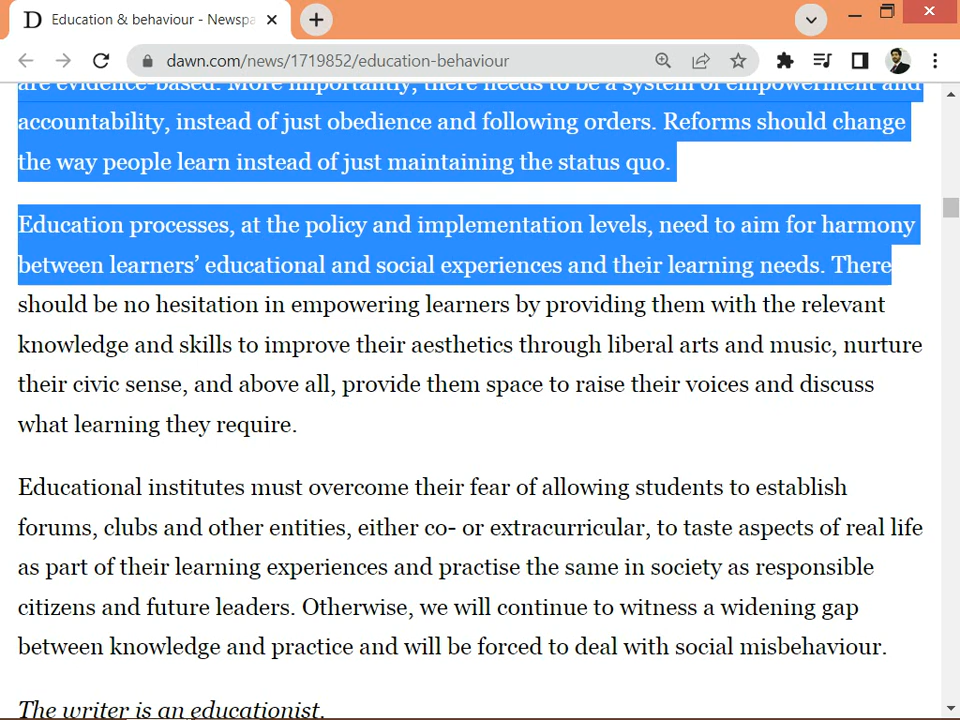 D Education & behaviour - Newspa
dawn.com/news/1719852/education-behaviour
are evidence-based. More importantly, there needs to be a system of empowerment and
accountability, instead of just obedience and following orders. Reforms should change
the way people learn instead of just maintaining the status quo.
Education processes, at the policy and implementation levels, need to aim for harmony
between learners’ educational and social experiences and their learning needs. There
should be no hesitation in empowering learners by providing them with the relevant
knowledge and skills to improve their aesthetics through liberal arts and music, nurture
their civic sense, and above all, provide them space to raise their voices and discuss
what learning they require.
Educational institutes must overcome their fear of allowing students to establish
forums, clubs and other entities, either co- or extracurricular, to taste aspects of real life
as part of their learning experiences and practise the same in society as responsible
citizens and future leaders. Otherwise, we will continue to witness a widening gap
between knowledge and practice and will be forced to deal with social misbehaviour.
The writer is an educationist.